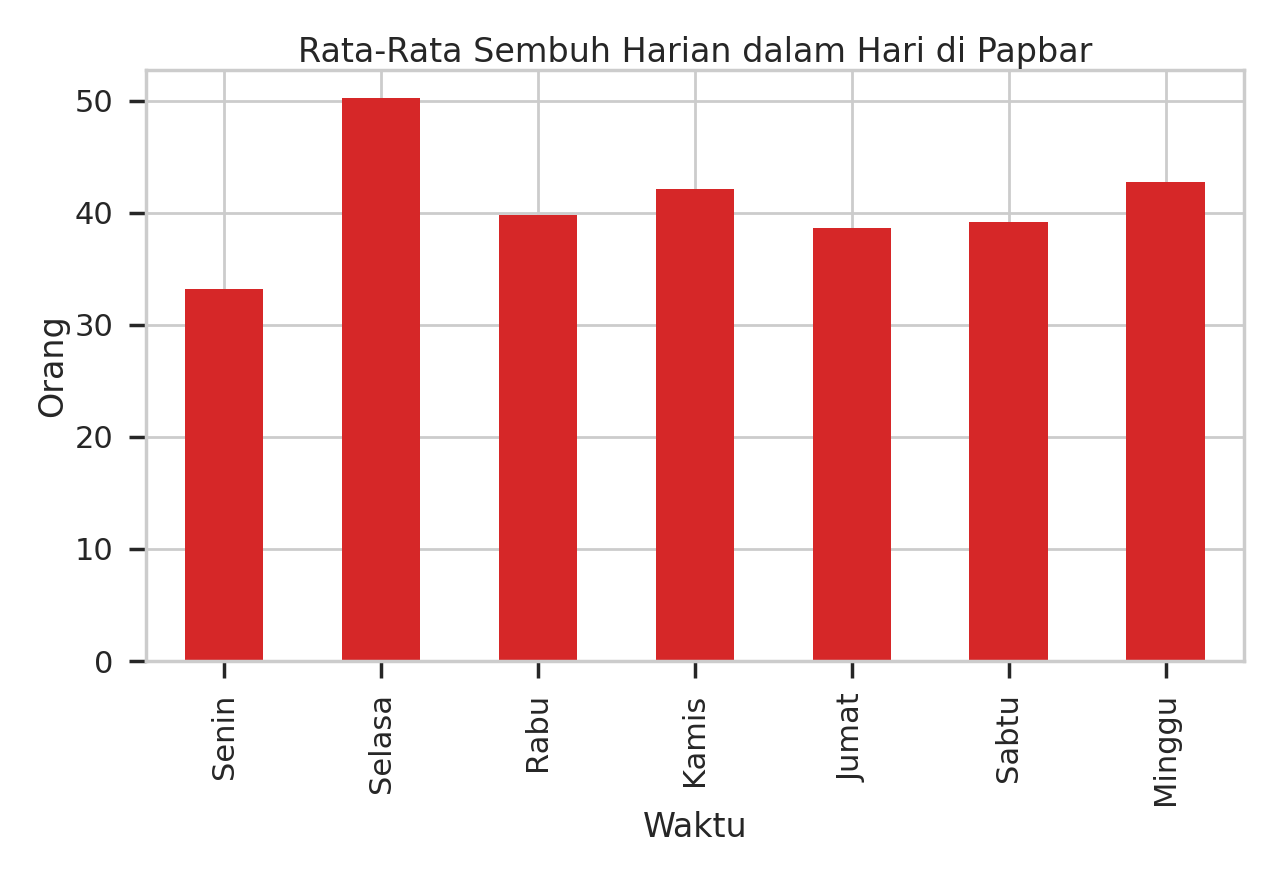 Rata-Rata Sembuh Harian dalam Hari di Papbar
Orang
50
40
30
20
10
0
Senin
Selasa
Rabu
Kamis
Jumat
Sabtu
Minggu
Waktu